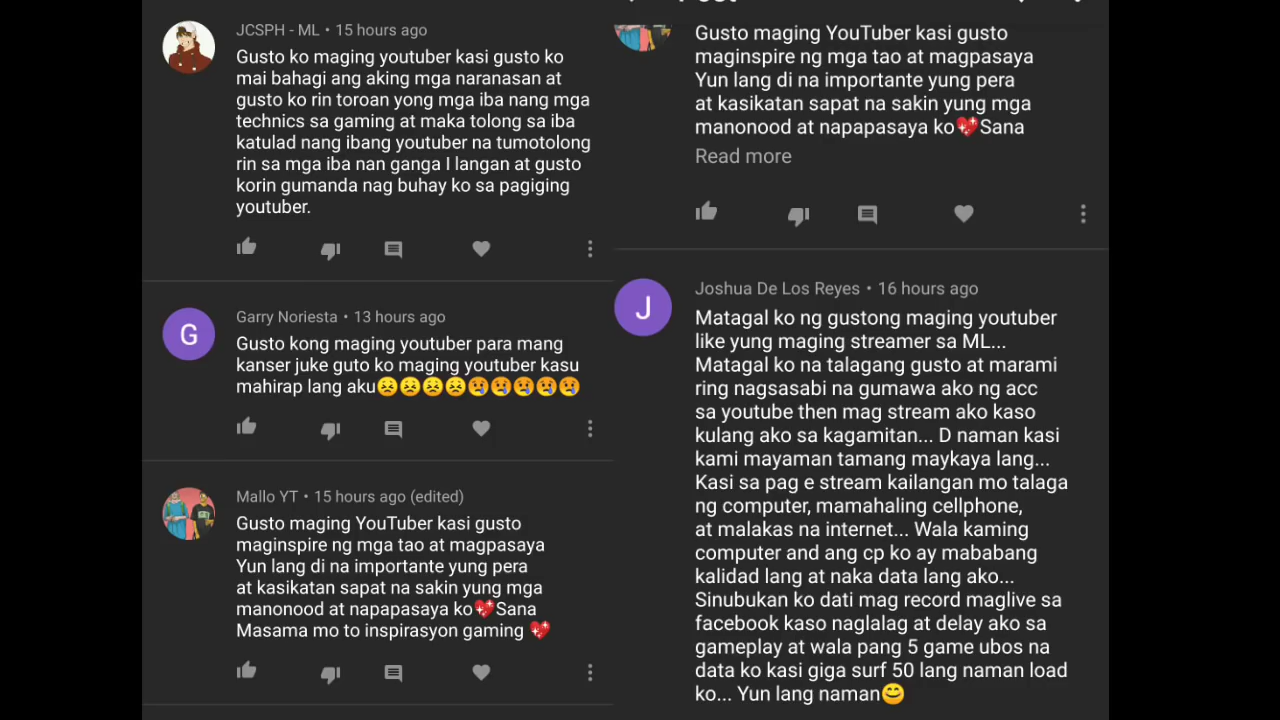 JCSPH - ML • 15 hours ago
Gusto ko maging youtuber kasi gusto ko
mai bahagi ang aking mga naranasan at
gusto ko rin toroan yong mga iba nang mga
technics sa gaming at maka tolong sa iba
katulad nang ibang youtuber na tumotolong
rin sa mga iba nan ganga I langan at gusto
korin gumanda nag buhay ko sa pagiging
youtuber.
G
Garry Noriesta • 13 hours ago
Gusto kong maging youtuber para mang
kanser juke guto ko maging youtuber kasu
mahirap lang aku😣😣😣😣😢😢😢😢
Mallo YT • 15 hours ago (edited)
Gusto maging YouTuber kasi gusto
maginspire ng mga tao at magpasaya
Yun lang di na importante yung pera
at kasikatan sapat na sakin yung mga
manonood at napapasaya ko💖Sana
Masama mo to inspirasyon gaming 💖
Gusto maging YouTuber kasi gusto
maginspire ng mga tao at magpasaya
Yun lang di na importante yung pera
at kasikatan sapat na sakin yung mga
manonood at napapasaya ko💖Sana
Read more
J
Joshua De Los Reyes • 16 hours ago
Matagal ko ng gustong maging youtuber
like yung maging streamer sa ML...
Matagal ko na talagang gusto at marami
ring nagsasabi na gumawa ako ng acc
sa youtube then mag stream ako kaso
kulang ako sa kagamitan... D naman kasi
kami mayaman tamang maykaya lang...
Kasi sa pag e stream kailangan mo talaga
ng computer, mamahaling cellphone,
at malakas na internet... Wala kaming
computer and ang cp ko ay mababang
kalidad lang at naka data lang ako...
Sinubukan ko dati mag record maglive sa
facebook kaso naglalag at delay ako sa
gameplay at wala pang 5 game ubos na
data ko kasi giga surf 50 lang naman load
ko... Yun lang naman😊